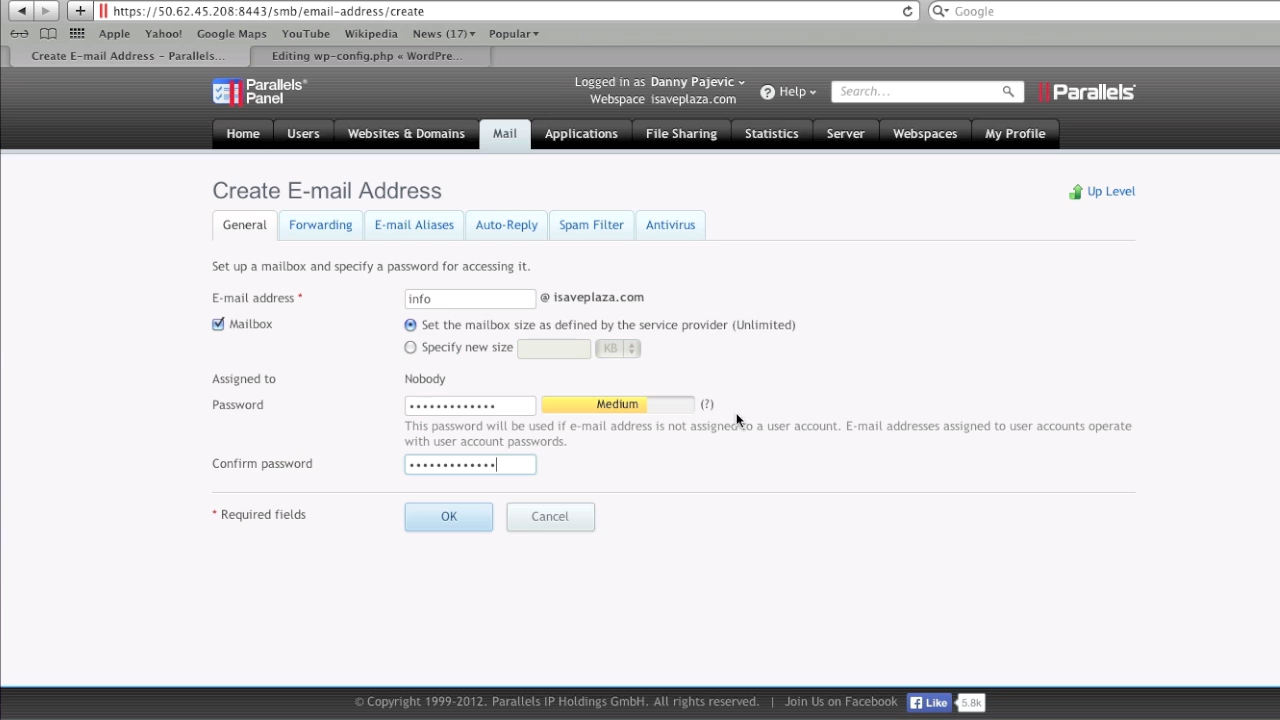 https://50.62.45.208:8443/smb/email-address/create
Google
Apple Yahoo! Google Maps YouTube Wikipedia News (17) Popular
Create E-mail Address – Parallels...
Editing wp-config.php « WordPre...
Parallels® Panel
Logged in as Danny Pajevic
Webspace isaveplaza.com
? Help
Search...
Parallels®
Home Users Websites & Domains Mail Applications File Sharing Statistics Server Webspaces My Profile
Create E-mail Address
Up Level
General Forwarding E-mail Aliases Auto-Reply Spam Filter Antivirus
Set up a mailbox and specify a password for accessing it.
E-mail address * info @ isaveplaza.com
Mailbox Set the mailbox size as defined by the service provider (Unlimited)
Specify new size KB
Assigned to Nobody
Password ••••••••••••• Medium (?)
This password will be used if e-mail address is not assigned to a user account. E-mail addresses assigned to user accounts operate
with user account passwords.
Confirm password •••••••••••••
* Required fields OK Cancel
© Copyright 1999-2012. Parallels IP Holdings GmbH. All rights reserved. | Join Us on Facebook Like 5.8k